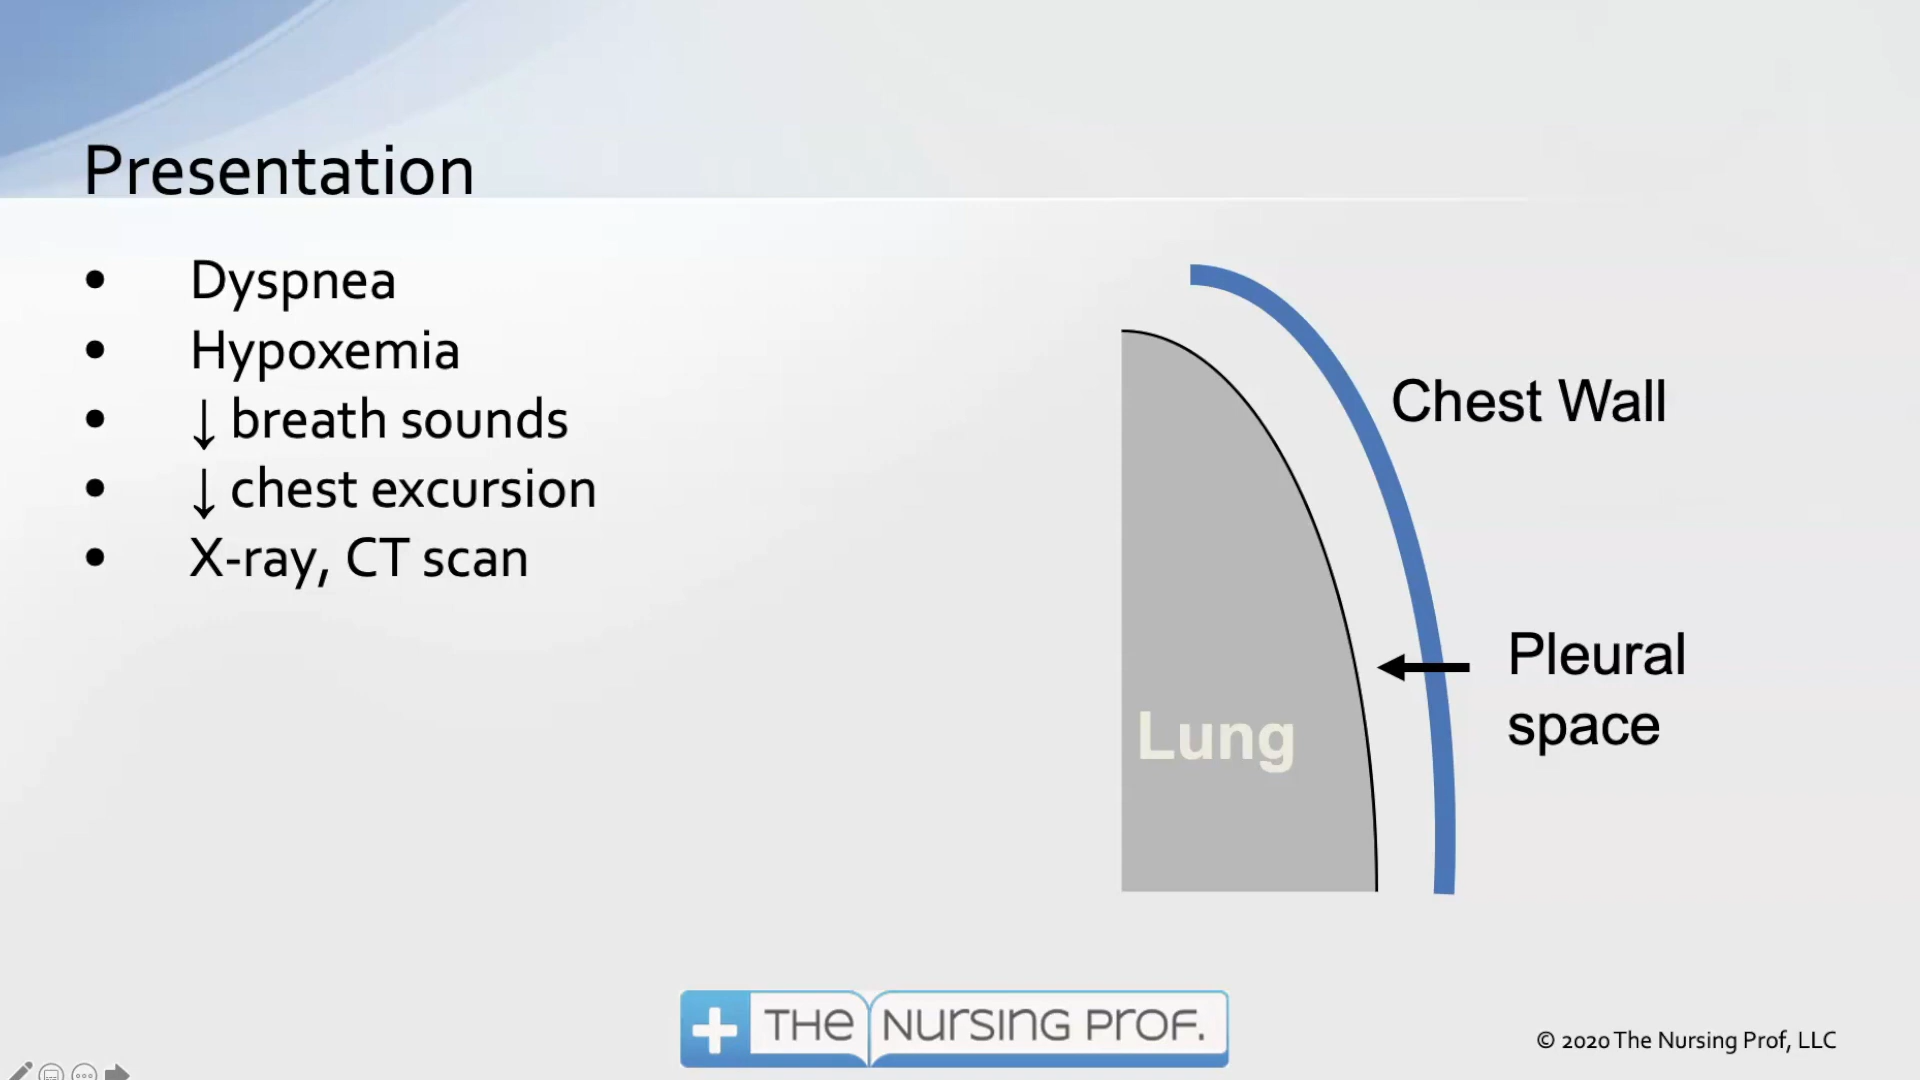 Presentation
• Dyspnea
• Hypoxemia
• ↓ breath sounds
• ↓ chest excursion
• X-ray, CT scan
Chest Wall
Pleural
space
Lung
THE NURSING PROF.
© 2020 The Nursing Prof, LLC